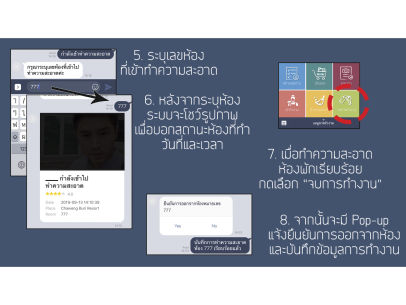 กำลังเข้าทำความสะอาด
กรุณาระบุเลขห้องที่เข้าไป
ทำความสะอาดค่ะ
777
777
กำลังเข้าไป
ทำความสะอาด
Date 2018-09-13 14:10:39
Place Chawang Buri Resort
Room 777
5. ระบุเลขห้อง
ที่เข้าทำความสะอาด
6. หลังจากระบุห้อง
ระบบจะโชว์รูปภาพ
เพื่อบอกสถานะห้องที่ทำ
วันที่และเวลา
7. เมื่อทำความสะอาด
ห้องพักเรียบร้อย
กดเลือก "จบการทำงาน"
ยืนยันการออกจากห้องหมายเลข
777
Yes No
บันทึกการทำความสะอาด
ห้อง 777 เรียบร้อยแล้ว
8. จากนั้นจะมี Pop-up
แจ้งยืนยันการออกจากห้อง
และบันทึกข้อมูลการทำงาน